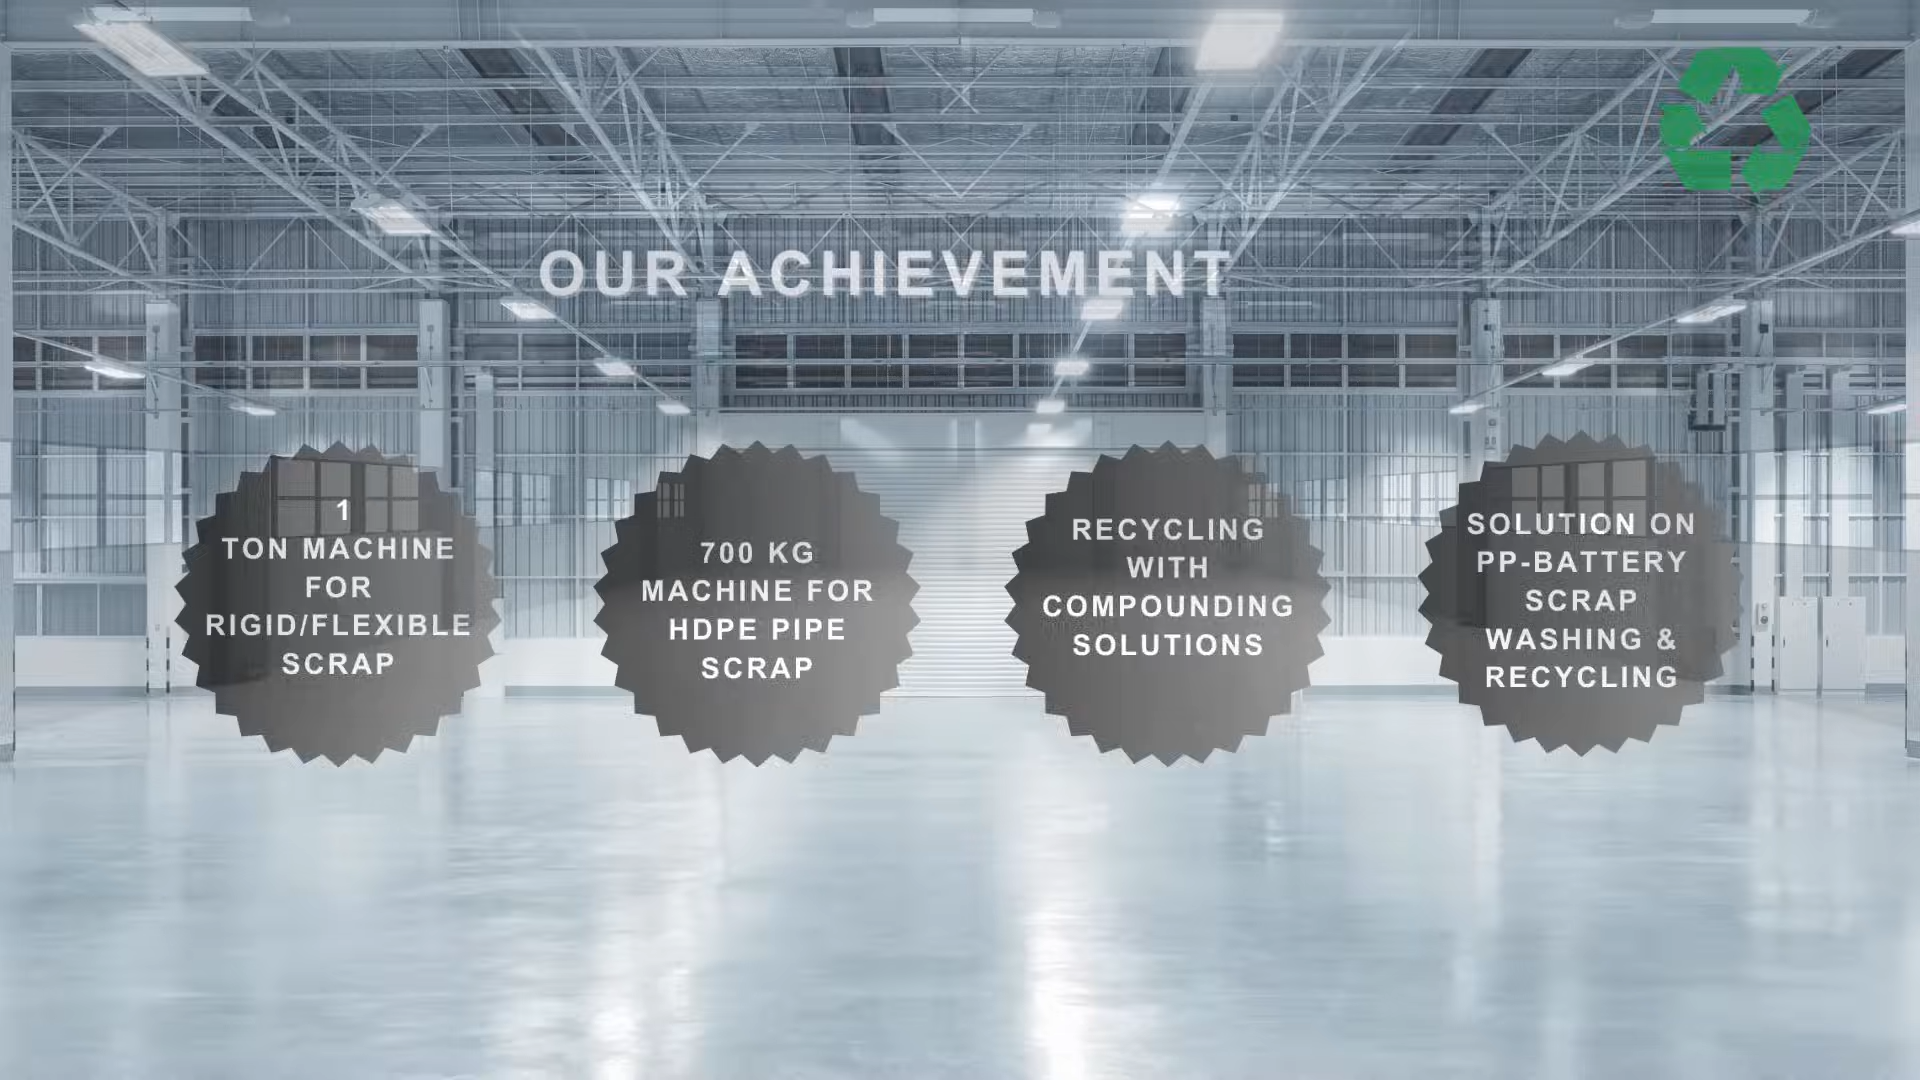 OUR ACHIEVEMENT
1
TON MACHINE
FOR
RIGID/FLEXIBLE
SCRAP
700 KG
MACHINE FOR
HDPE PIPE
SCRAP
RECYCLING
WITH
COMPOUNDING
SOLUTIONS
SOLUTION ON
PP-BATTERY
SCRAP
WASHING &
RECYCLING